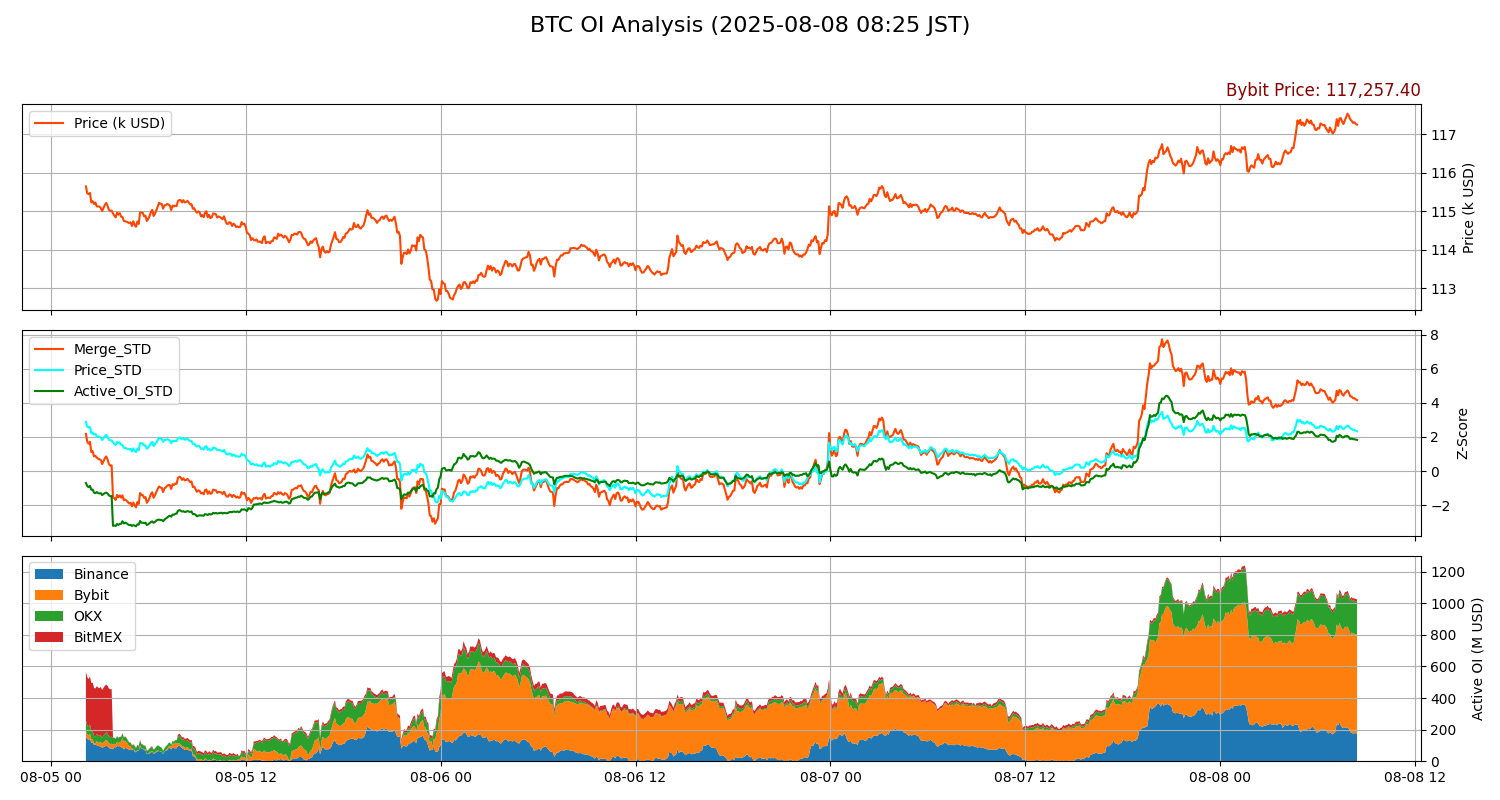 BTC OI Analysis (2025-08-08 08:25 JST)
Bybit Price: 117,257.40
Price (k USD)
117
116
115
114
113
Price (k USD)
Merge_STD
Price_STD
Active_OI_STD
8
6
4
2
0
−2
Z-Score
Binance
Bybit
OKX
BitMEX
1200
1000
800
600
400
200
0
Active OI (M USD)
08-05 00
08-05 12
08-06 00
08-06 12
08-07 00
08-07 12
08-08 00
08-08 12